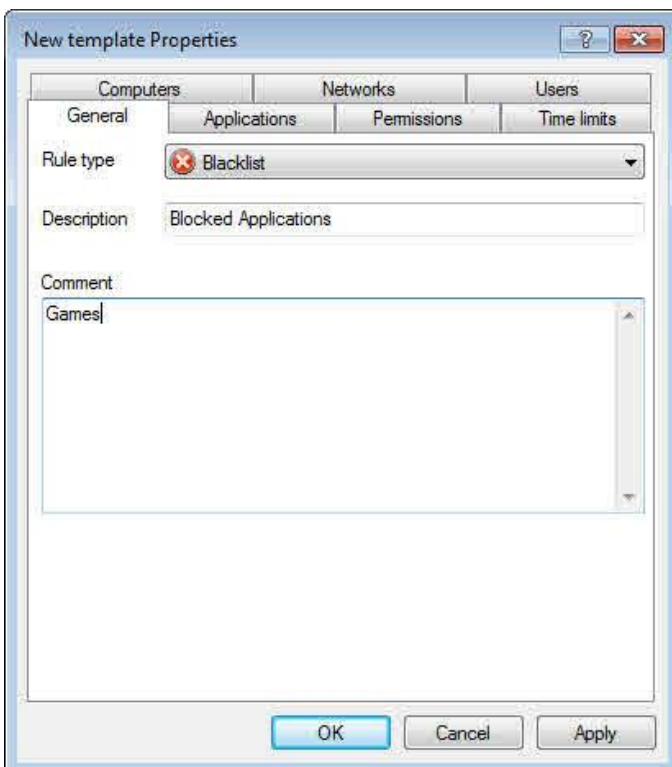 New template Properties
?
Computers Networks Users
General Applications Permissions Time limits
Rule type Blacklist
Description Blocked Applications
Comment
Games
OK Cancel Apply